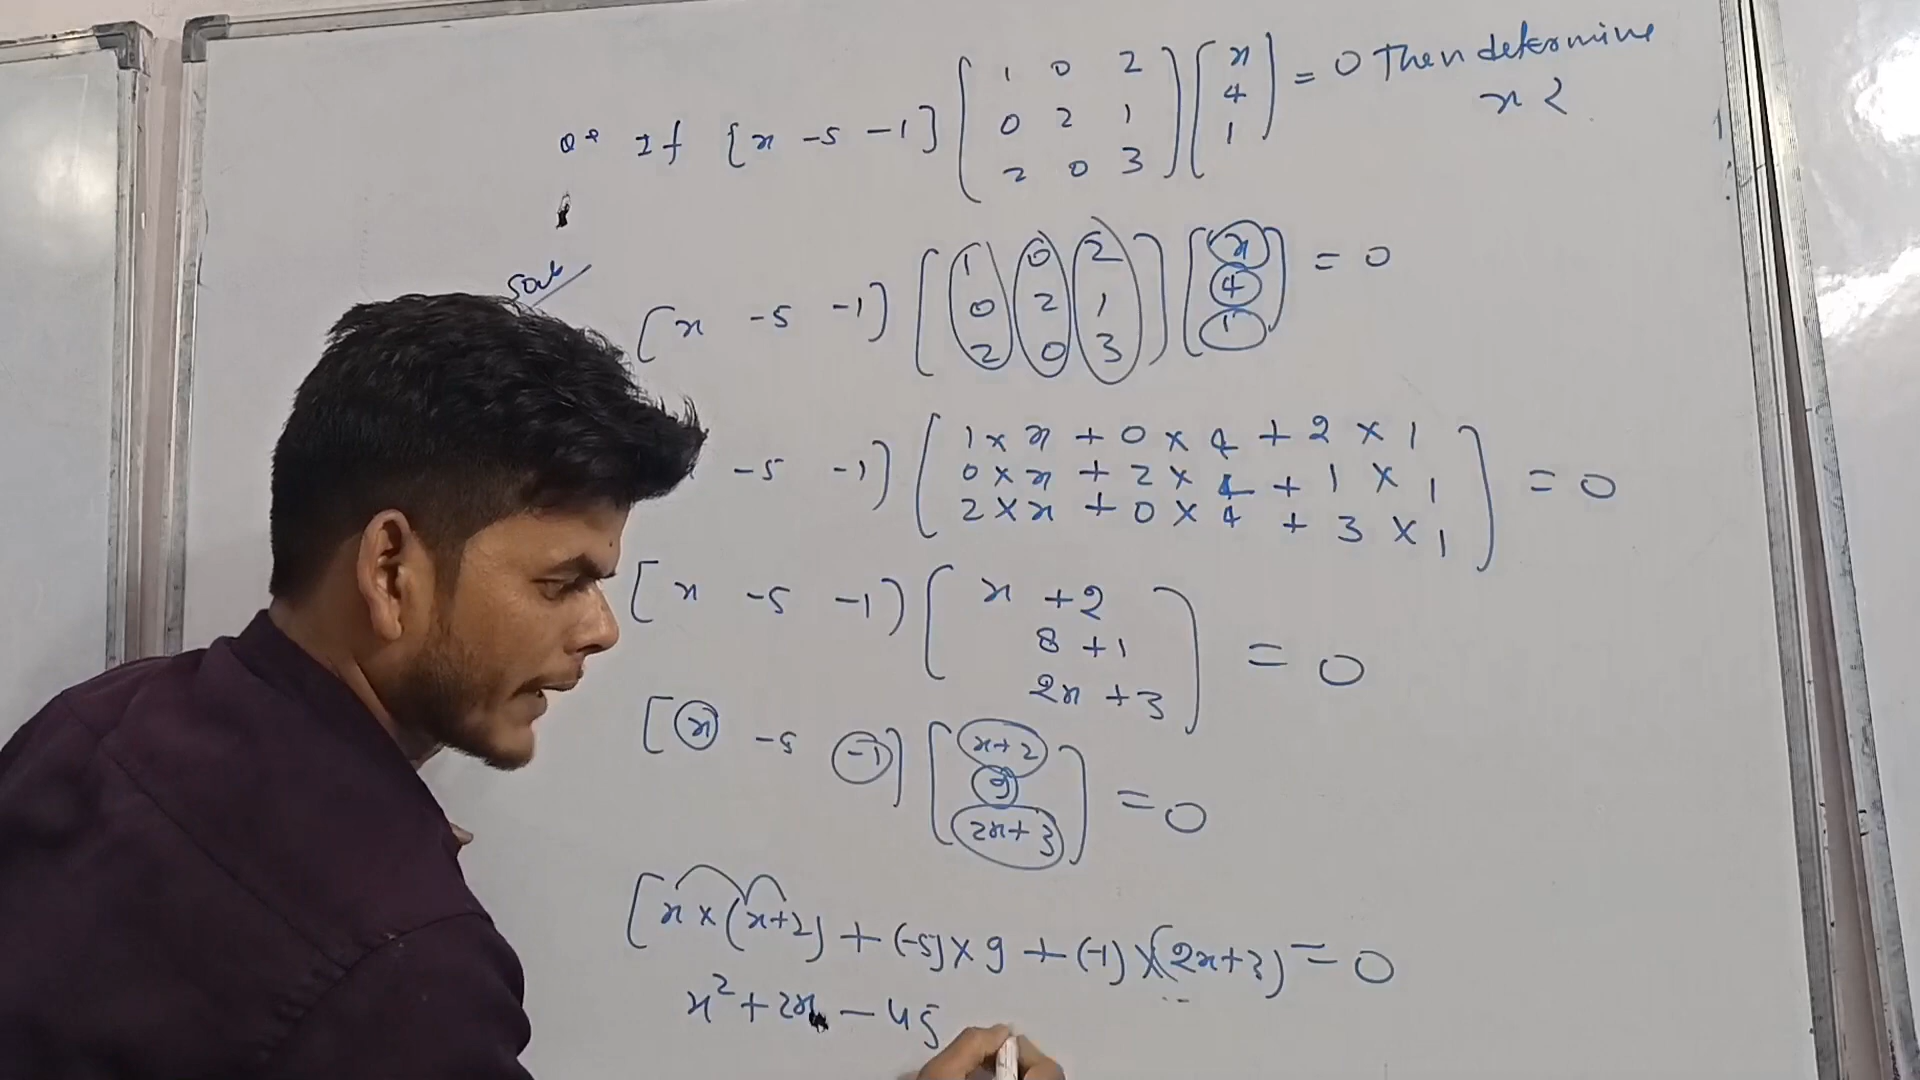 Q. If [x -5 -1] [1 0 2 0 2 1 2 0 3] [x 4 1] = 0 Then determine
x ?
Sol
[x -5 -1] [1 0 2 0 2 1 2 0 3] [x 4 1] = 0
-5 -1] [1×x + 0×4 + 2×1 0×x + 2×4 + 1×1 2×x + 0×4 + 3×1] = 0
[x -5 -1] [x+2 8+1 2x+3] = 0
[x -5 -1] [x+2 9 2x+3] = 0
[x×(x+2) + (-5)×9 + (-1)×(2x+3) = 0
x² + 2x - 45